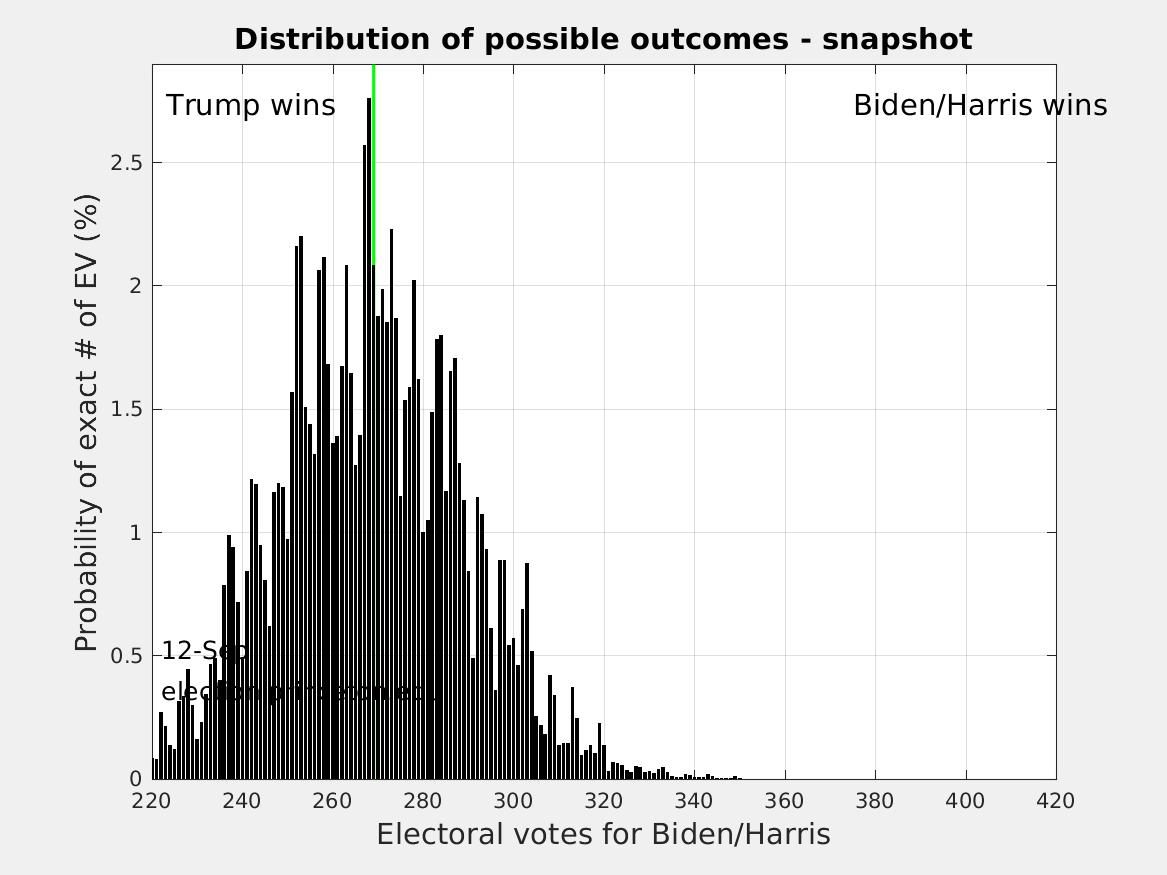 Distribution of possible outcomes - snapshot
Trump wins
Biden/Harris wins
Probability of exact # of EV (%)
2.5
2
1.5
1
0.5
0
12-Sep
220 240 260 280 300 320 340 360 380 400 420
Electoral votes for Biden/Harris